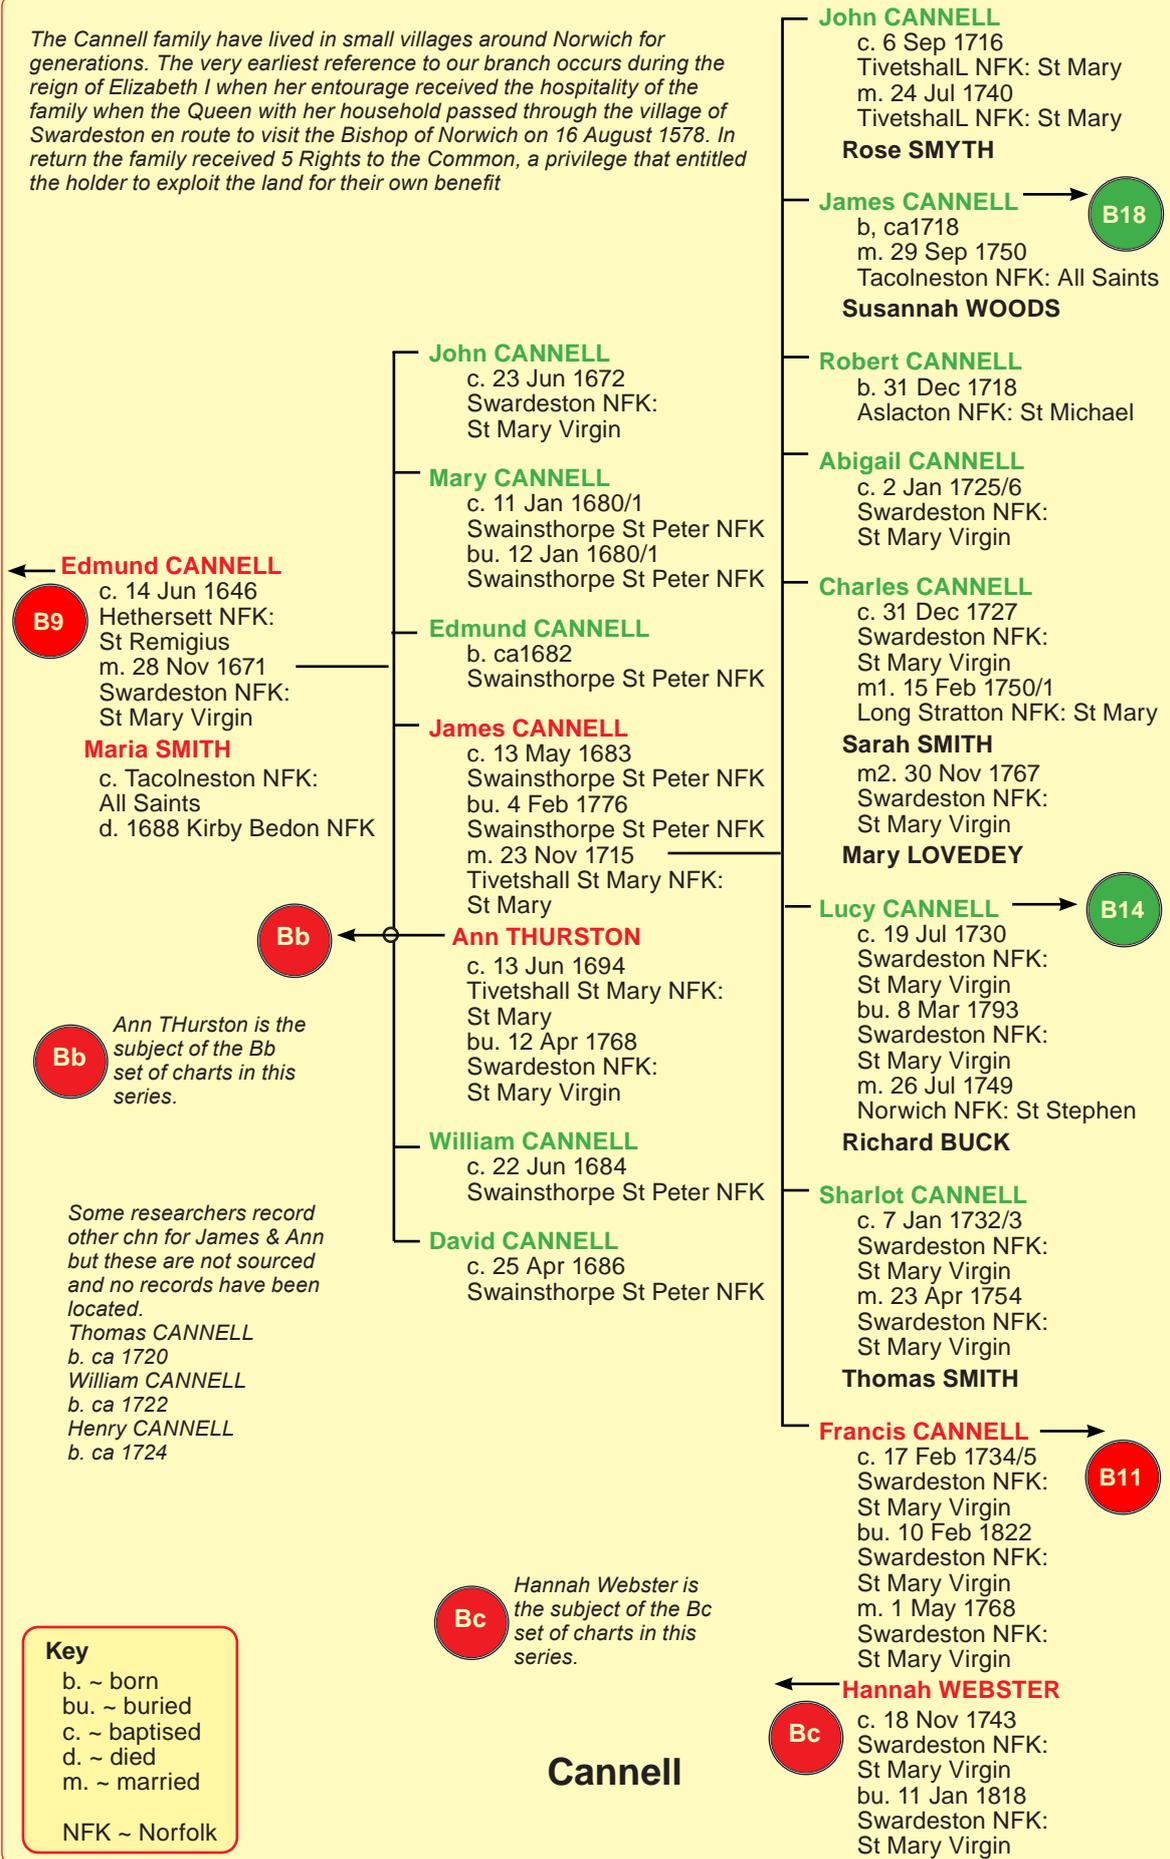 The Cannell family have lived in small villages around Norwich for
generations. The very earliest reference to our branch occurs during the
reign of Elizabeth I when her entourage received the hospitality of the
family when the Queen with her household passed through the village of
Swardeston en route to visit the Bishop of Norwich on 16 August 1578. In
return the family received 5 Rights to the Common, a privilege that entitled
the holder to exploit the land for their own benefit
Edmund CANNELL
B9
c. 14 Jun 1646
Hethersett NFK:
St Remigius
m. 28 Nov 1671
Swardeston NFK:
St Mary Virgin
Maria SMITH
c. Tacolneston NFK:
All Saints
d. 1688 Kirby Bedon NFK
Bb
Bb
Ann THurston is the
subject of the Bb
set of charts in this
series.
Some researchers record
other chn for James & Ann
but these are not sourced
and no records have been
located.
Thomas CANNELL
b. ca 1720
William CANNELL
b. ca 1722
Henry CANNELL
b. ca 1724
Key
b. ~ born
bu. ~ buried
c. ~ baptised
d. ~ died
m. ~ married
NFK ~ Norfolk
John CANNELL
c. 23 Jun 1672
Swardeston NFK:
St Mary Virgin
Mary CANNELL
c. 11 Jan 1680/1
Swainsthorpe St Peter NFK
bu. 12 Jan 1680/1
Swainsthorpe St Peter NFK
Edmund CANNELL
b. ca1682
Swainsthorpe St Peter NFK
James CANNELL
c. 13 May 1683
Swainsthorpe St Peter NFK
bu. 4 Feb 1776
Swainsthorpe St Peter NFK
m. 23 Nov 1715
Tivetshall St Mary NFK:
St Mary
Ann THURSTON
c. 13 Jun 1694
Tivetshall St Mary NFK:
St Mary
bu. 12 Apr 1768
Swardeston NFK:
St Mary Virgin
William CANNELL
c. 22 Jun 1684
Swainsthorpe St Peter NFK
David CANNELL
c. 25 Apr 1686
Swainsthorpe St Peter NFK
Bc
Hannah Webster is
the subject of the Bc
set of charts in this
series.
Cannell
John CANNELL
c. 6 Sep 1716
TivetshalL NFK: St Mary
m. 24 Jul 1740
TivetshalL NFK: St Mary
Rose SMYTH
James CANNELL
B18
b, ca1718
m. 29 Sep 1750
Tacolneston NFK: All Saints
Susannah WOODS
Robert CANNELL
b. 31 Dec 1718
Aslacton NFK: St Michael
Abigail CANNELL
c. 2 Jan 1725/6
Swardeston NFK:
St Mary Virgin
Charles CANNELL
c. 31 Dec 1727
Swardeston NFK:
St Mary Virgin
m1. 15 Feb 1750/1
Long Stratton NFK: St Mary
Sarah SMITH
m2. 30 Nov 1767
Swardeston NFK:
St Mary Virgin
Mary LOVEDEY
Lucy CANNELL
B14
c. 19 Jul 1730
Swardeston NFK:
St Mary Virgin
bu. 8 Mar 1793
Swardeston NFK:
St Mary Virgin
m. 26 Jul 1749
Norwich NFK: St Stephen
Richard BUCK
Sharlot CANNELL
c. 7 Jan 1732/3
Swardeston NFK:
St Mary Virgin
m. 23 Apr 1754
Swardeston NFK:
St Mary Virgin
Thomas SMITH
Francis CANNELL
B11
c. 17 Feb 1734/5
Swardeston NFK:
St Mary Virgin
bu. 10 Feb 1822
Swardeston NFK:
St Mary Virgin
m. 1 May 1768
Swardeston NFK:
St Mary Virgin
Hannah WEBSTER
Bc
c. 18 Nov 1743
Swardeston NFK:
St Mary Virgin
bu. 11 Jan 1818
Swardeston NFK:
St Mary Virgin